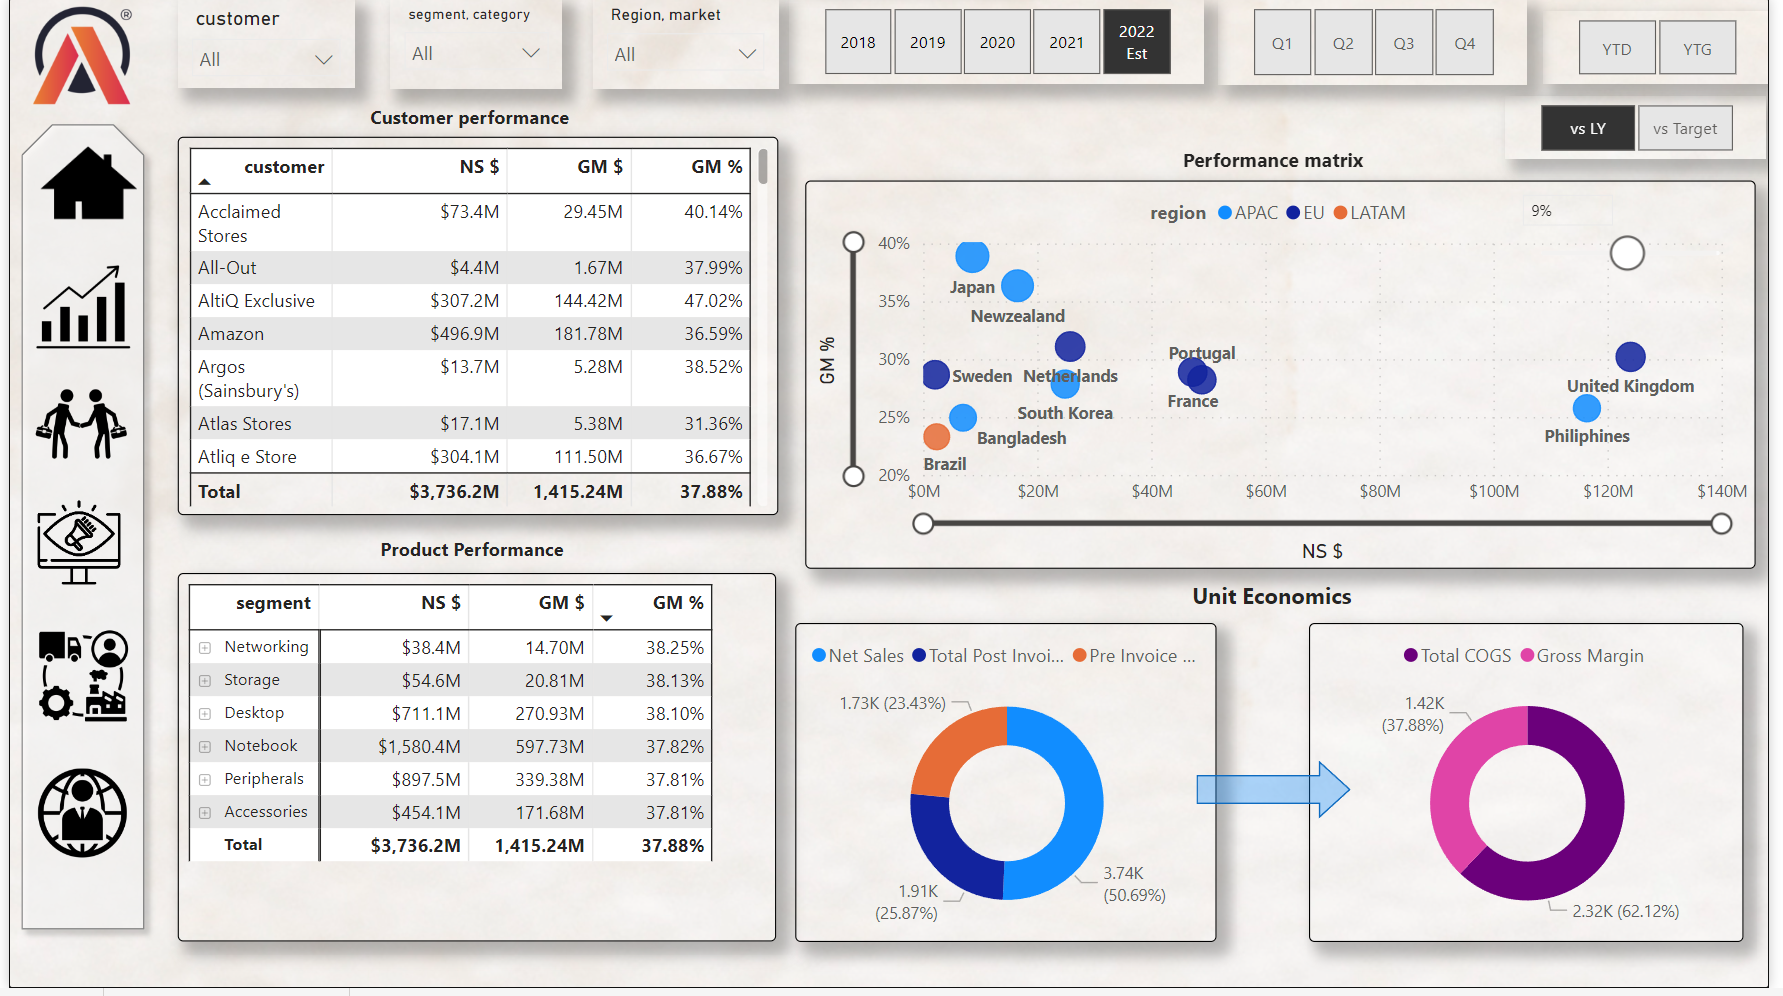 ®
customer
All
segment, category
All
Region, market
All
2018
2019
2020
2021
2022
Est
Q1
Q2
Q3
Q4
YTD
YTG
vs LY
vs Target
Customer performance
customer NS $ GM $ GM %
Acclaimed
Stores $73.4M 29.45M 40.14%
All-Out $4.4M 1.67M 37.99%
AltiQ Exclusive $307.2M 144.42M 47.02%
Amazon $496.9M 181.78M 36.59%
Argos
(Sainsbury's) $13.7M 5.28M 38.52%
Atlas Stores $17.1M 5.38M 31.36%
Atliq e Store $304.1M 111.50M 36.67%
Total $3,736.2M 1,415.24M 37.88%
Performance matrix
region APAC EU LATAM
9%
GM %
40%
35%
30%
25%
20%
Japan
Newzealand
Portugal
Sweden
Netherlands
United Kingdom
France
South Korea
Bangladesh
Philiphines
Brazil
$0M $20M $40M $60M $80M $100M $120M $140M
NS $
Product Performance
segment NS $ GM $ GM %
Networking $38.4M 14.70M 38.25%
Storage $54.6M 20.81M 38.13%
Desktop $711.1M 270.93M 38.10%
Notebook $1,580.4M 597.73M 37.82%
Peripherals $897.5M 339.38M 37.81%
Accessories $454.1M 171.68M 37.81%
Total $3,736.2M 1,415.24M 37.88%
Unit Economics
Net Sales Total Post Invoi... Pre Invoice ...
1.73K (23.43%)
3.74K
(50.69%)
1.91K
(25.87%)
Total COGS Gross Margin
1.42K
(37.88%)
2.32K (62.12%)